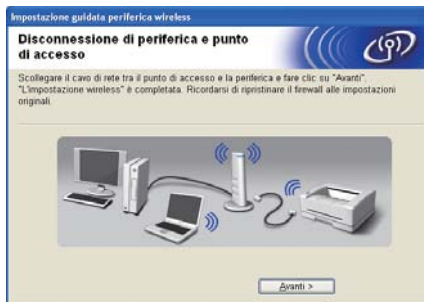 Impostazione guidata periferica wireless
Disconnessione di periferica e punto
di accesso
Scollegare il cavo di rete tra il punto di accesso e la periferica e fare clic su "Avanti".
"L'impostazione wireless" è completata. Ricordarsi di ripristinare il firewall alle impostazioni
originali.
Avanti >